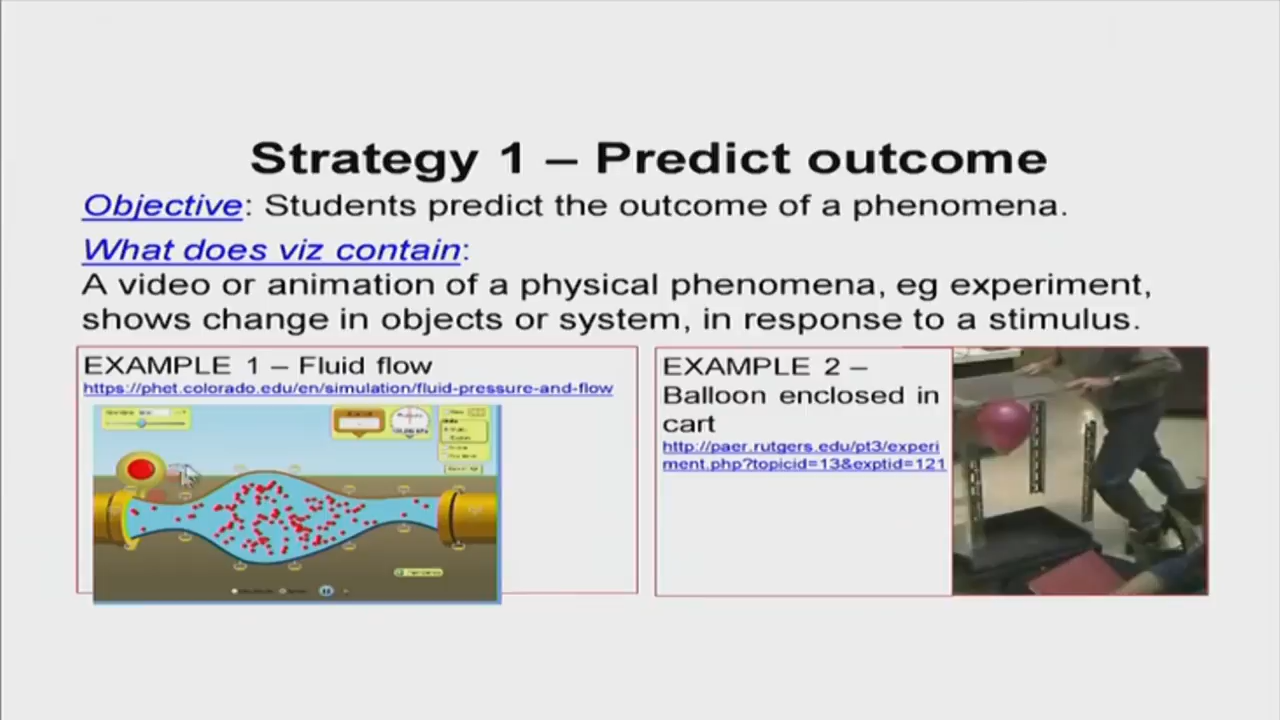 Strategy 1 – Predict outcome
Objective: Students predict the outcome of a phenomena.
What does viz contain:
A video or animation of a physical phenomena, eg experiment,
shows change in objects or system, in response to a stimulus.
EXAMPLE 1 – Fluid flow
https://phet.colorado.edu/en/simulation/fluid-pressure-and-flow
EXAMPLE 2 –
Balloon enclosed in
cart
http://paer.rutgers.edu/pt3/experi
ment.php?topicid=13&exptid=121